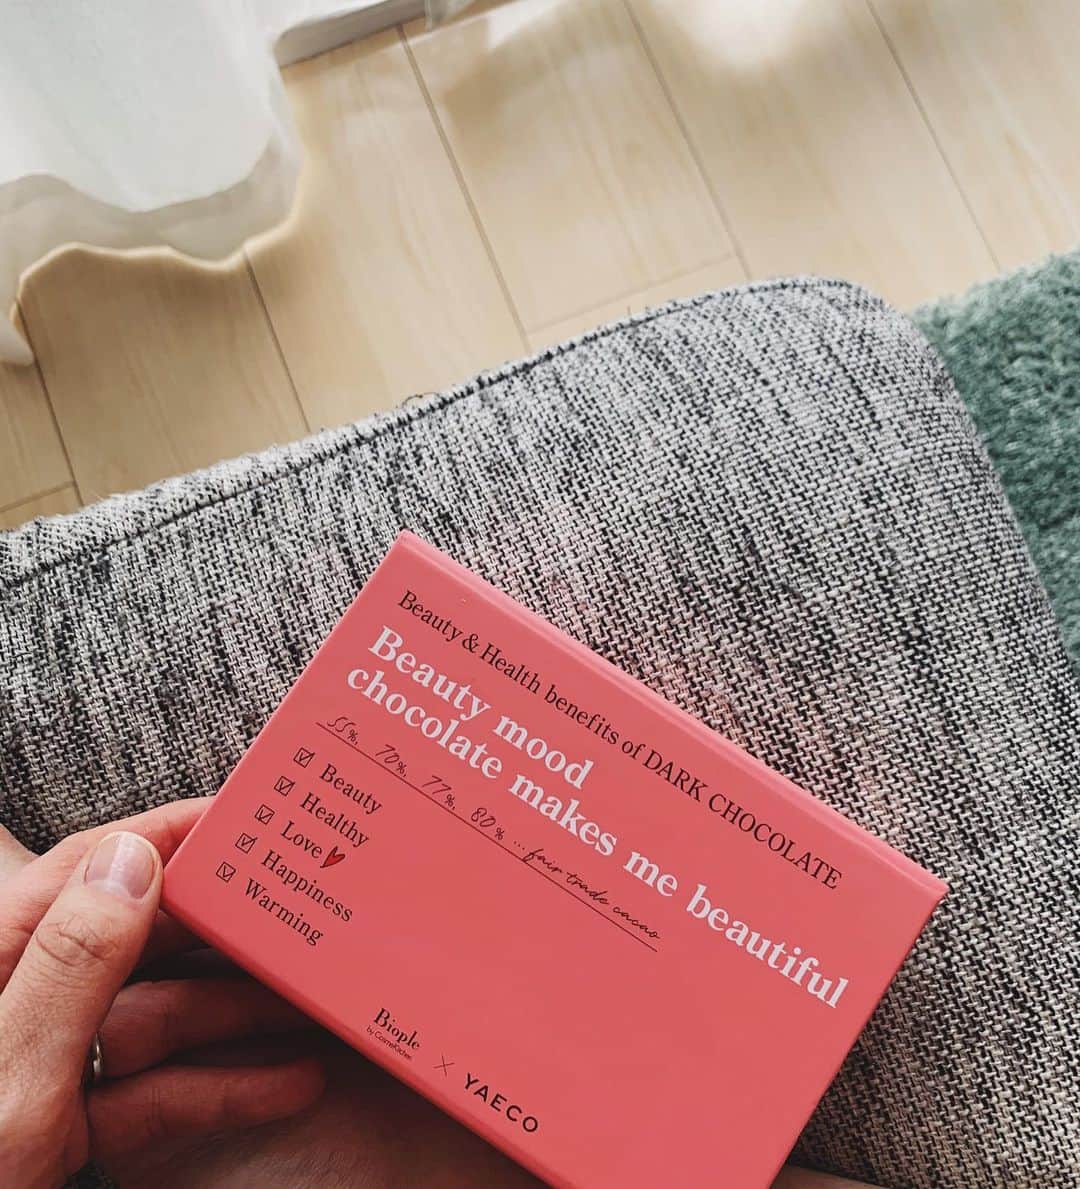 Beauty & Health benefits of DARK CHOCOLATE
Beauty mood
chocolate makes me beautiful
55%, 70%, 77%, 80% ... fair trade cacao
Beauty
Healthy
Love
Happiness
Warming
Biople
by CosmeKitchen
× YAECO